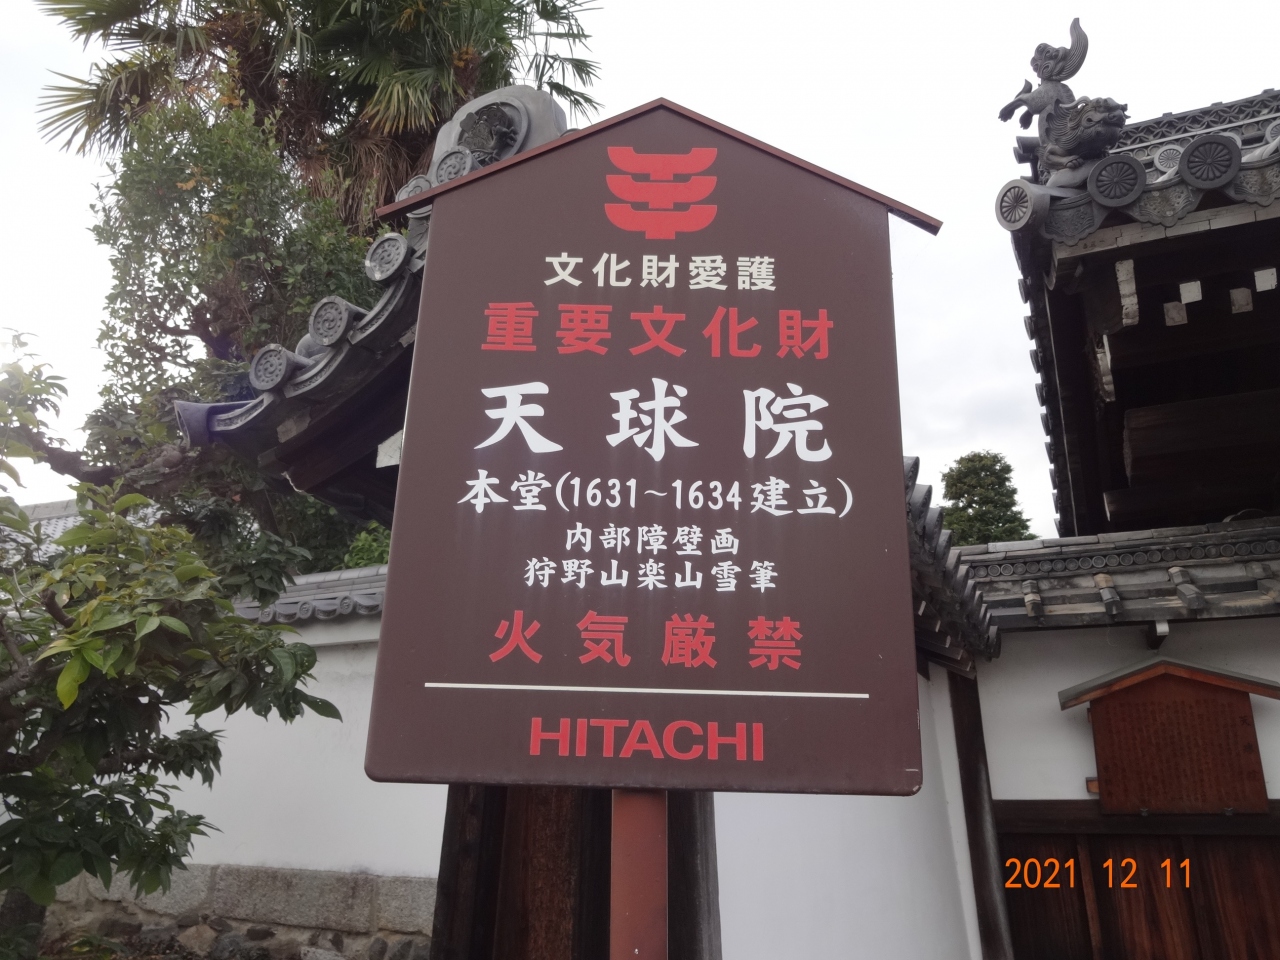 文化財愛護
重要文化財
天球院
本堂(1631~1634建立)
内部障壁画
狩野山楽山雪筆
火気厳禁
HITACHI
2021 12 11